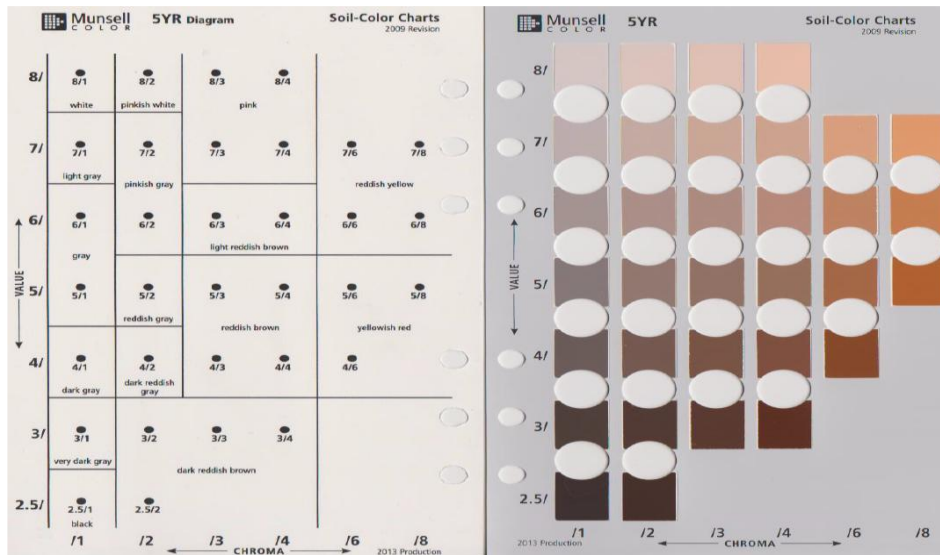 Munsell 5YR Diagram Soil-Color Charts
COLOR 2009 Revision
8/ 8/1 8/2 8/3 8/4
white pinkish white pink
7/ 7/1 7/2 7/3 7/4 7/6 7/8
light gray pinkish gray reddish yellow
6/ 6/1 6/2 6/3 6/4 6/6 6/8
gray light reddish brown
5/ 5/1 5/2 5/3 5/4 5/6 5/8
reddish gray reddish brown yellowish red
4/ 4/1 4/2 4/3 4/4 4/6
dark gray dark reddish gray
3/ 3/1 3/2 3/3 3/4
very dark gray dark reddish brown
2.5/ 2.5/1 2.5/2
black
/1 /2 /3 /4 /6 /8
VALUE
CHROMA 2013 Production
Munsell 5YR Soil-Color Charts
COLOR 2009 Revision
8/
7/
6/
5/
4/
3/
2.5/
VALUE
/1 /2 /3 /4 /6 /8
2013 Production CHROMA